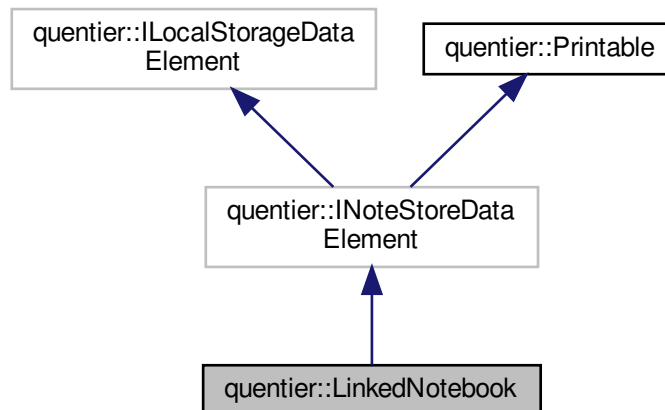 quentier::ILocalStorageData
Element
quentier::Printable
quentier::INoteStoreData
Element
quentier::LinkedNotebook